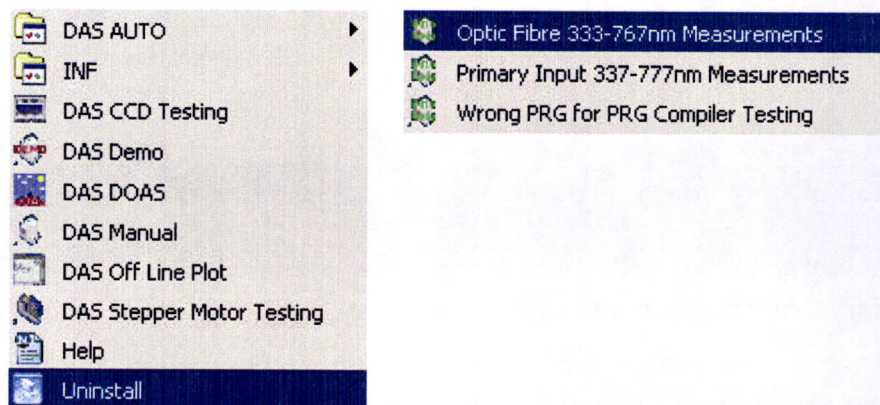 DAS AUTO
INF
DAS CCD Testing
DAS Demo
DAS DOAS
DAS Manual
DAS Off Line Plot
DAS Stepper Motor Testing
Help
Uninstall
Optic Fibre 333-767nm Measurements
Primary Input 337-777nm Measurements
Wrong PRG for PRG Compiler Testing